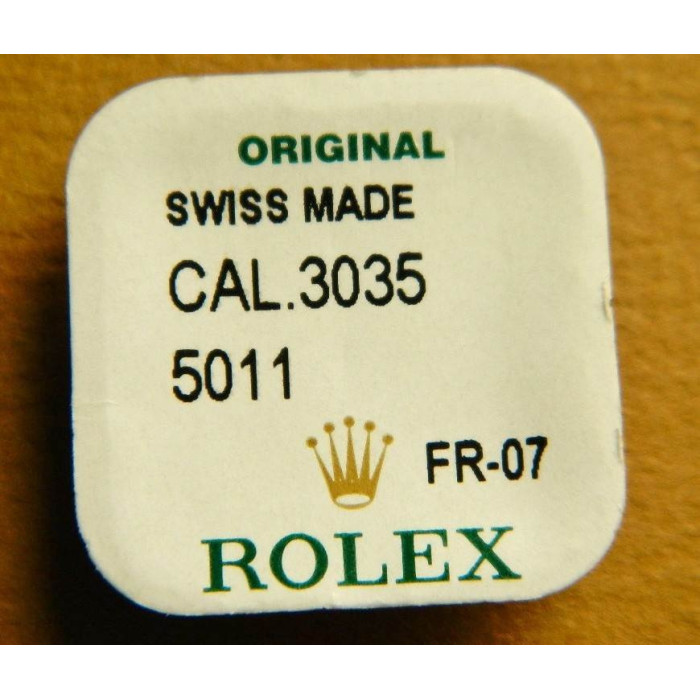 ORIGINAL
SWISS MADE
CAL.3035
5011
FR-07
ROLEX